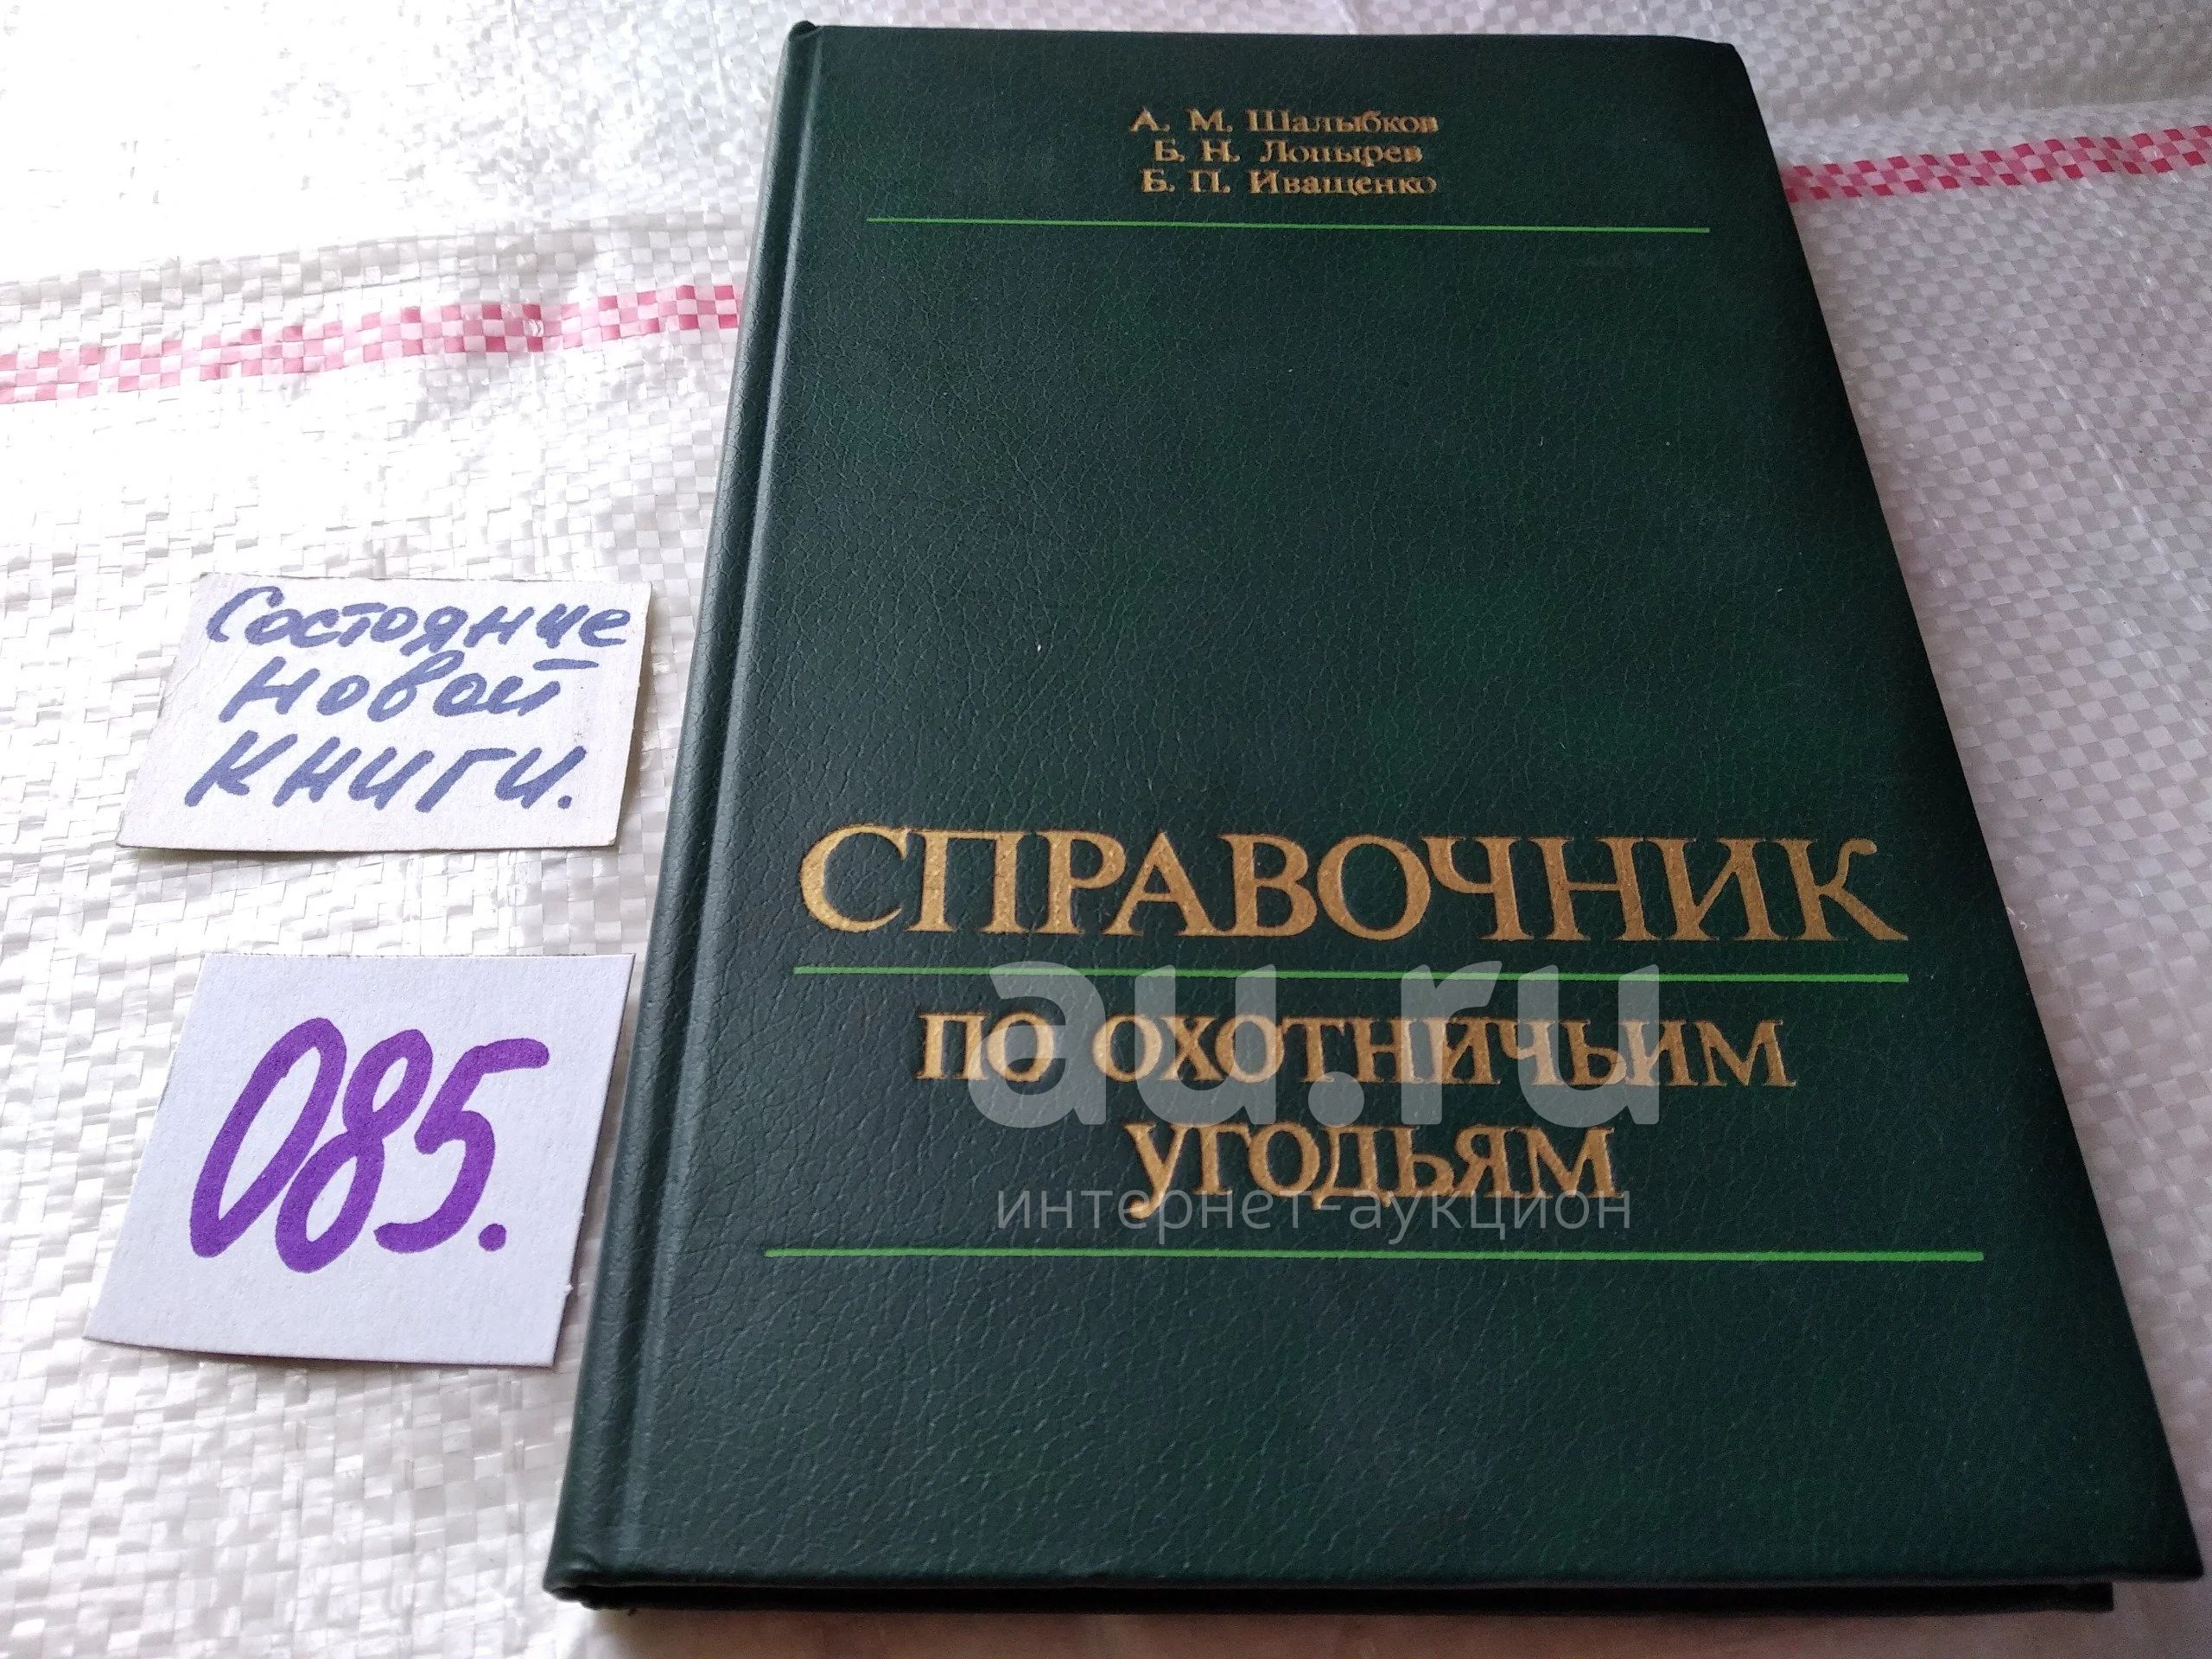 А. М. Шалыбков
Б. Н. Лопырев
Б. П. Иващенко
СПРАВОЧНИК
ПО ОХОТНИЧЬИМ
УГОДЬЯМ
Состояние
новой
книги.
085.
au.ru
интернет-аукцион